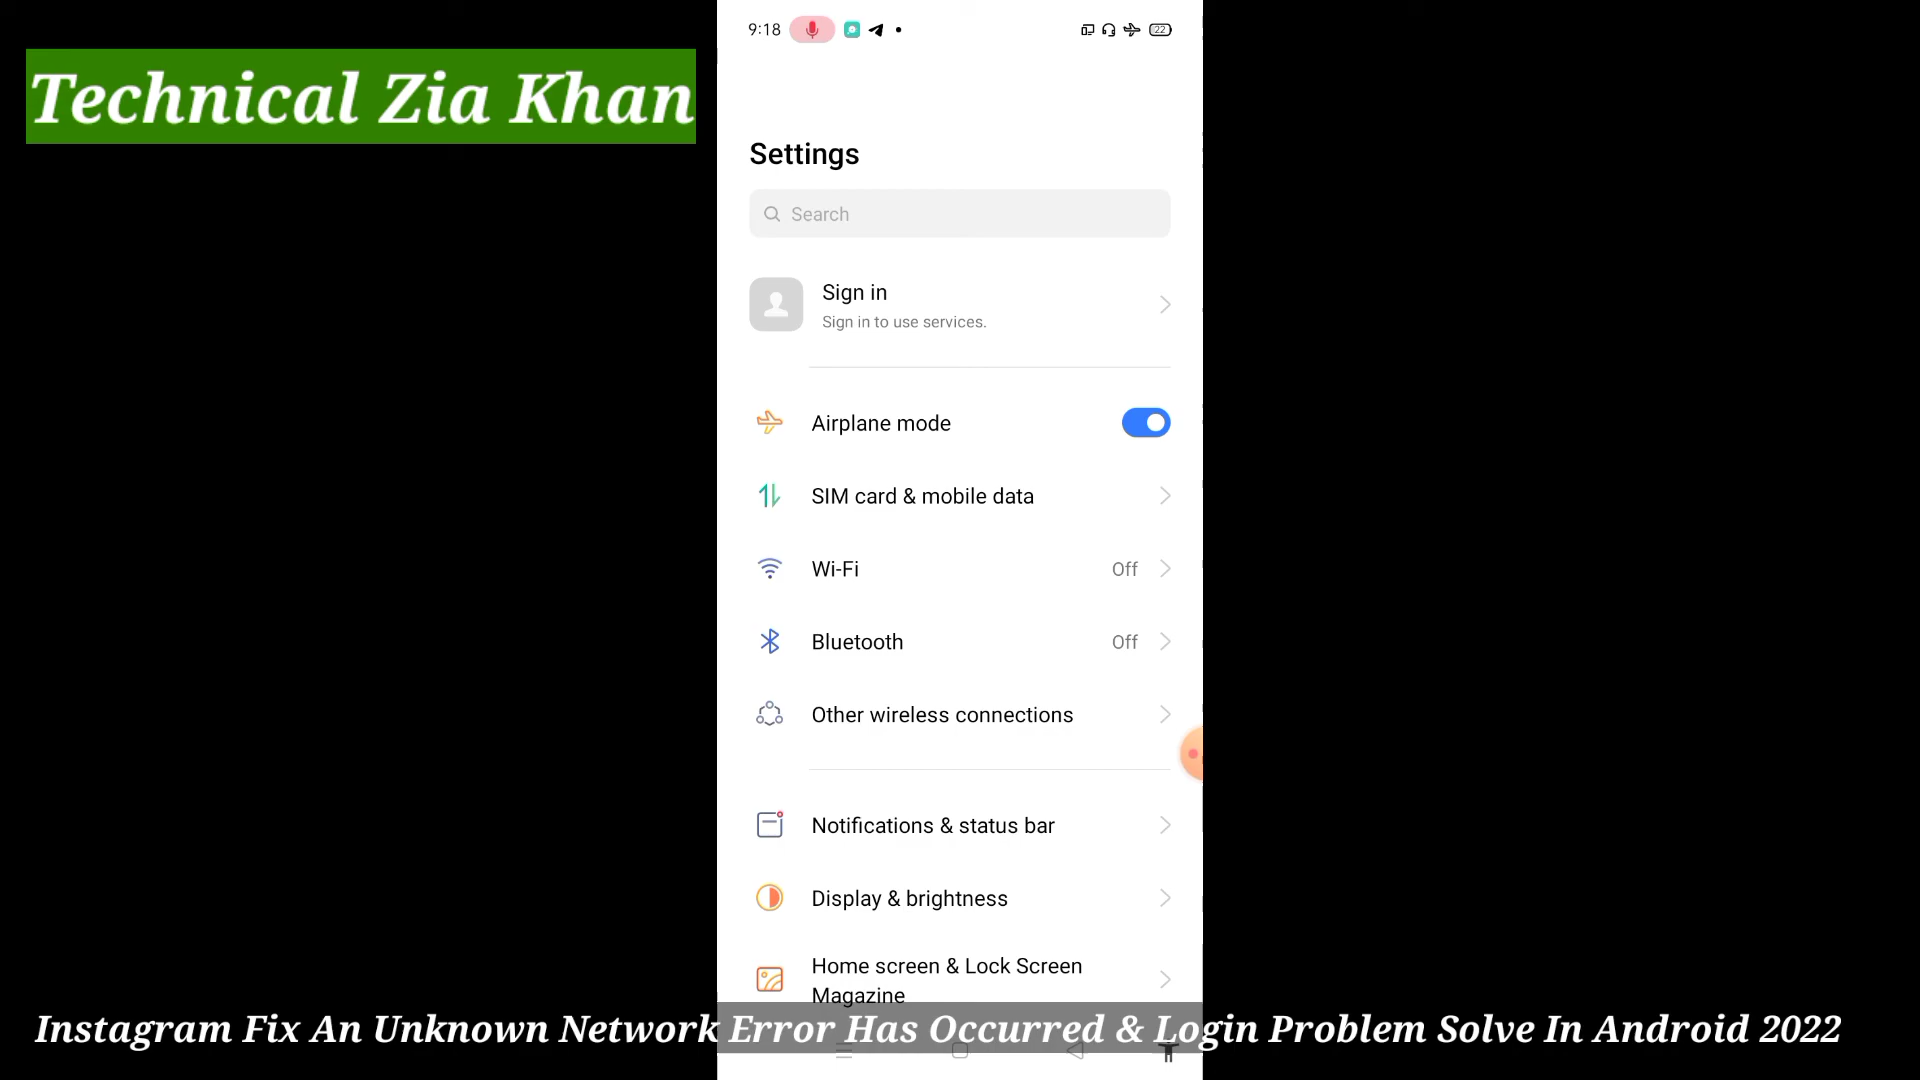 9:18
22
Technical Zia Khan
Settings
Search
Sign in
Sign in to use services.
Airplane mode
SIM card & mobile data
Wi-Fi Off
Bluetooth Off
Other wireless connections
Notifications & status bar
Display & brightness
Home screen & Lock Screen
Magazine
Instagram Fix An Unknown Network Error Has Occurred & Login Problem Solve In Android 2022